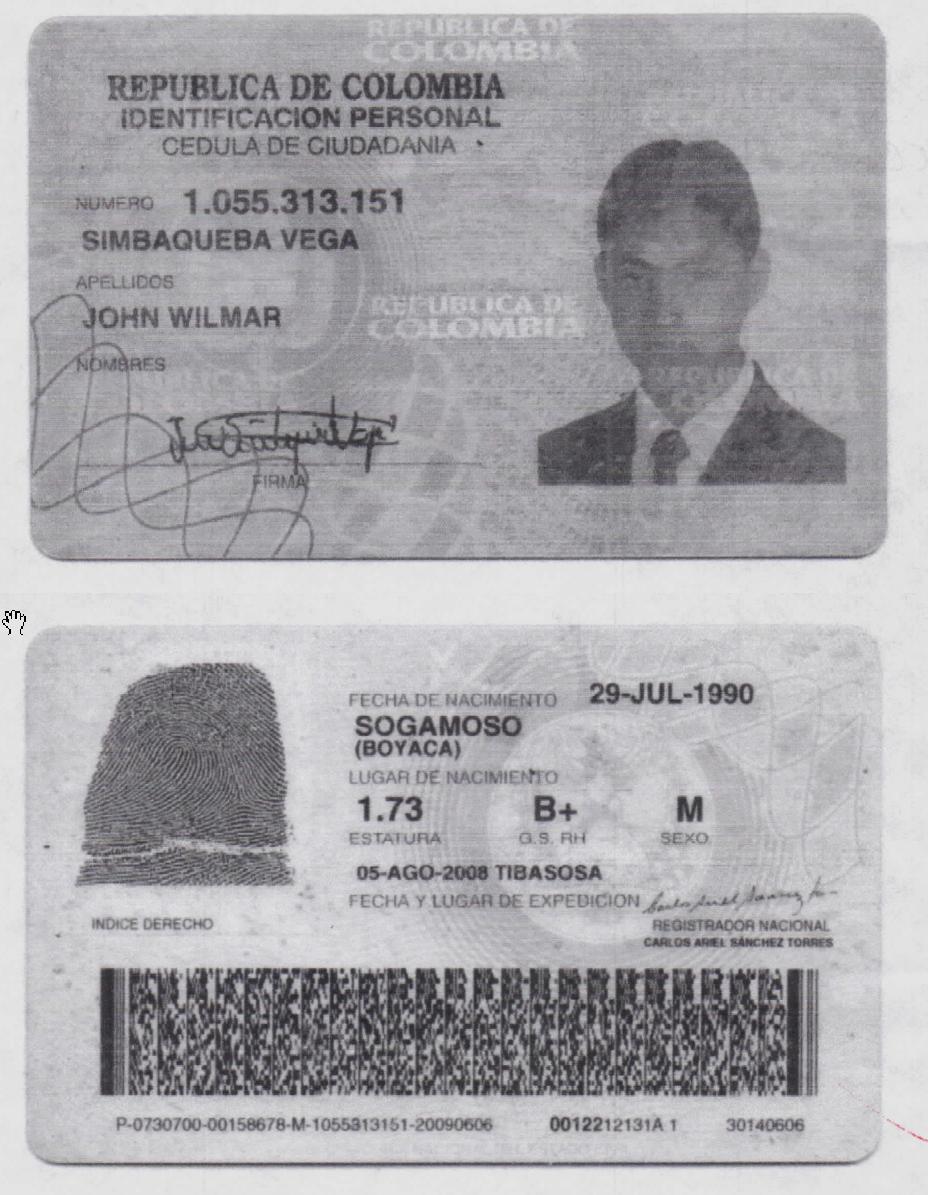 REPUBLICA DE
COLOMBIA
REPUBLICA DE COLOMBIA
IDENTIFICACION PERSONAL
CEDULA DE CIUDADANIA
NUMERO 1.055.313.151
SIMBAQUEBA VEGA
APELLIDOS
REPUBLICA DE
COLOMBIA
JOHN WILMAR
NOMBRES
FIRMA
FECHA DE NACIMIENTO 29-JUL-1990
SOGAMOSO
(BOYACA)
LUGAR DE NACIMIENTO
1.73 B+ M
ESTATURA G.S. RH SEXO
05-AGO-2008 TIBASOSA
FECHA Y LUGAR DE EXPEDICION
INDICE DERECHO
REGISTRADOR NACIONAL
CARLOS ARIEL SÁNCHEZ TORRES
P-0730700-00158678-M-1055313151-20090606 0012212131A 1 30140606